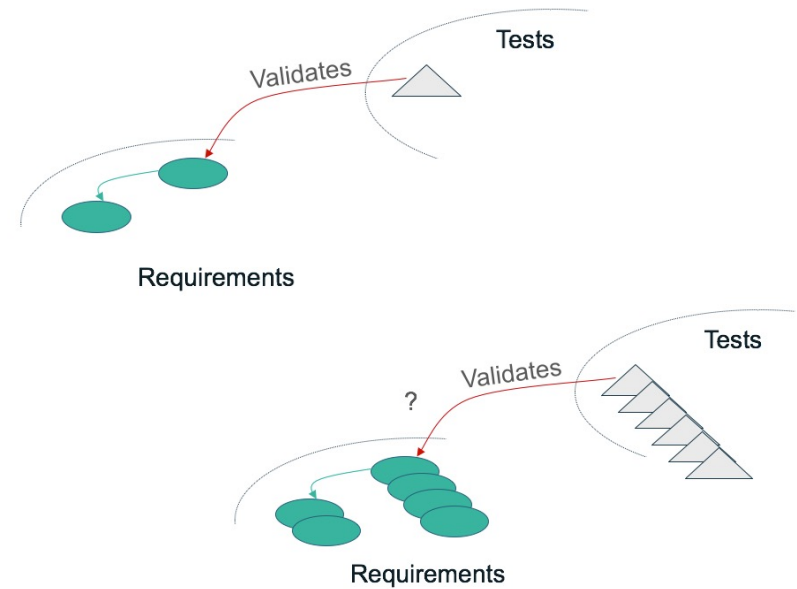 Tests
Validates
Requirements
Tests
Validates
?
Requirements